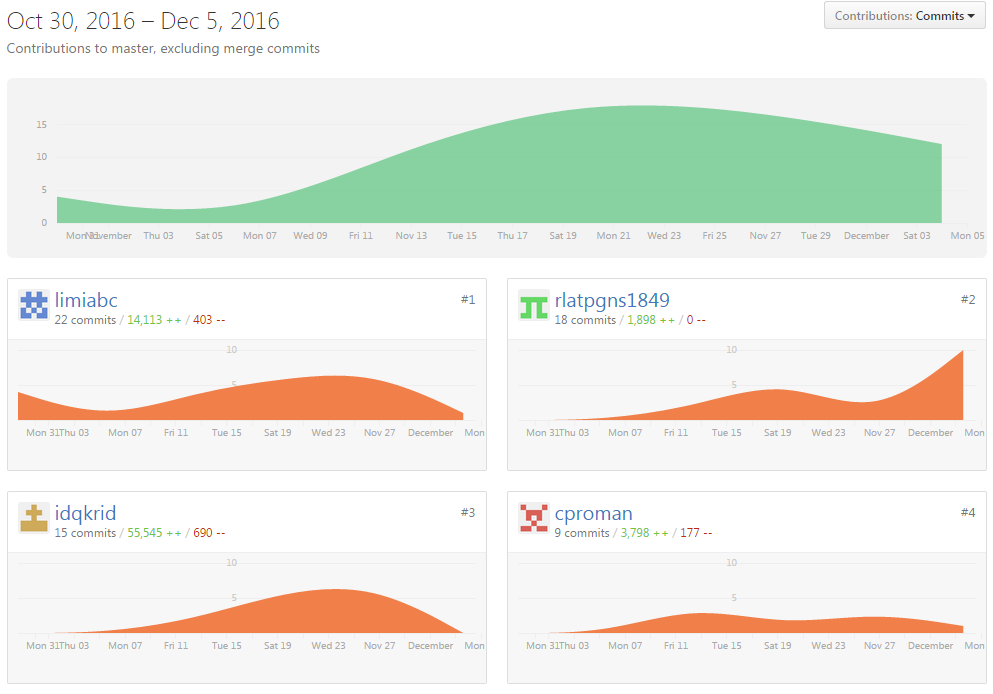 Oct 30, 2016 – Dec 5, 2016
Contributions: Commits
Contributions to master, excluding merge commits
15
10
5
0
Mon 31 November Thu 03 Sat 05 Mon 07 Wed 09 Fri 11 Nov 13 Tue 15 Thu 17 Sat 19 Mon 21 Wed 23 Fri 25 Nov 27 Tue 29 December Sat 03 Mon 05
limiabc #1
22 commits / 14,113 ++ / 403 --
10
5
Mon 31 Thu 03 Mon 07 Fri 11 Tue 15 Sat 19 Wed 23 Nov 27 December Mon
rlatpgns1849 #2
18 commits / 1,898 ++ / 0 --
10
5
Mon 31 Thu 03 Mon 07 Fri 11 Tue 15 Sat 19 Wed 23 Nov 27 December Mon
idqkrid #3
15 commits / 55,545 ++ / 690 --
10
5
Mon 31 Thu 03 Mon 07 Fri 11 Tue 15 Sat 19 Wed 23 Nov 27 December Mon
cproman #4
9 commits / 3,798 ++ / 177 --
10
5
Mon 31 Thu 03 Mon 07 Fri 11 Tue 15 Sat 19 Wed 23 Nov 27 December Mon